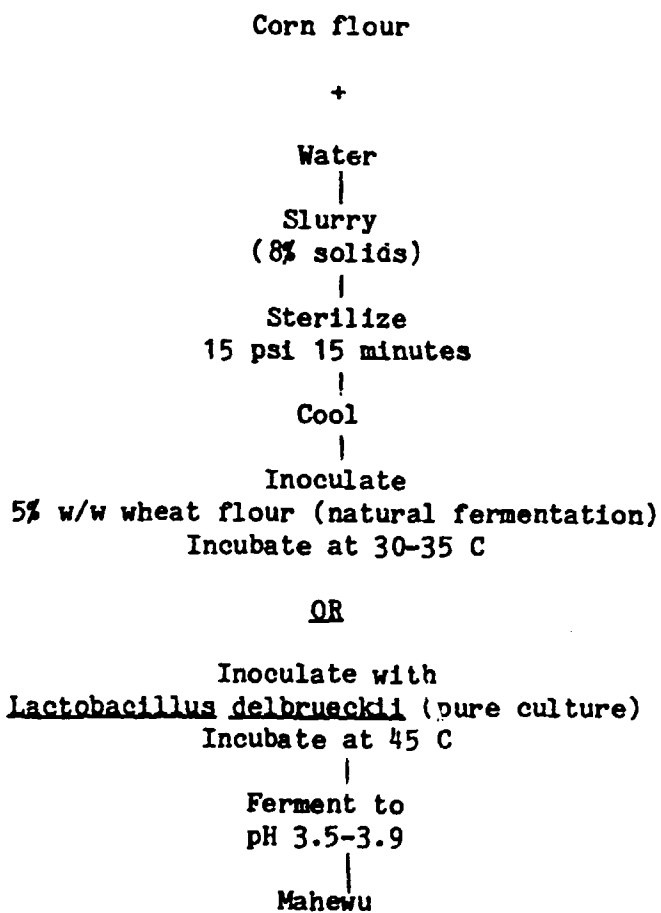 Corn flour
+
Water
Slurry
(8% solids)
Sterilize
15 psi 15 minutes
Cool
Inoculate
5% w/w wheat flour (natural fermentation)
Incubate at 30-35 C
OR
Inoculate with
Lactobacillus delbrueckii (pure culture)
Incubate at 45 C
Ferment to
pH 3.5-3.9
Mahewu